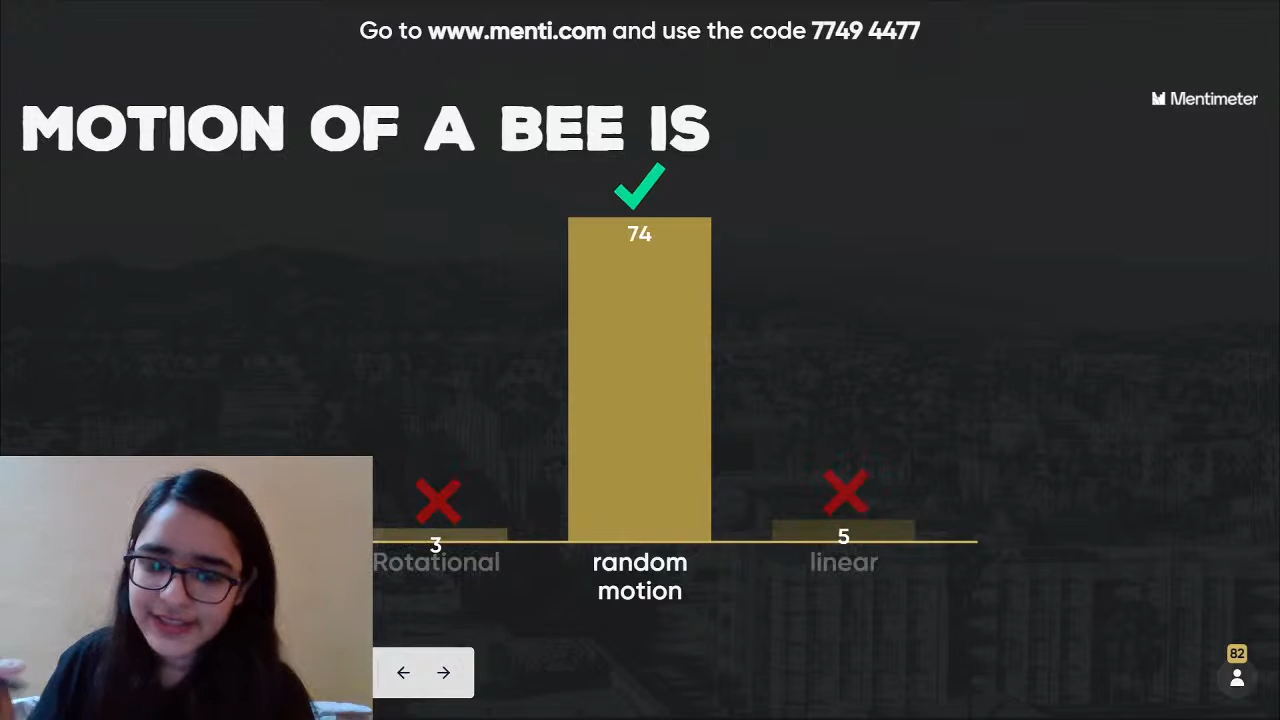 Go to www.menti.com and use the code 7749 4477
Mentimeter
MOTION OF A BEE IS
74
3
5
Rotational
random
motion
linear
82